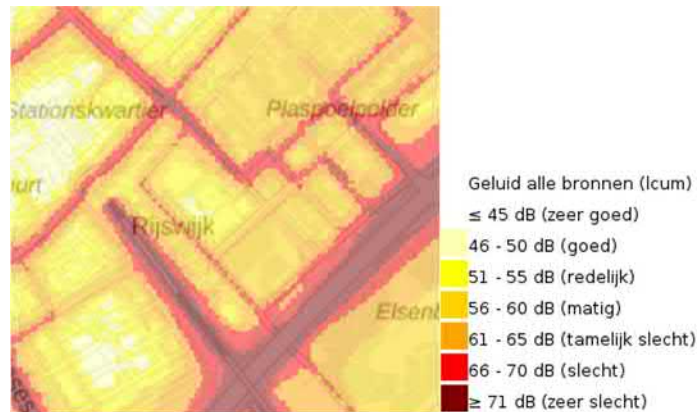 Stationskwartier
Plaspoelpolder
Rijswijk
Geluid alle bronnen (lcum)
≤ 45 dB (zeer goed)
46 - 50 dB (goed)
51 - 55 dB (redelijk)
56 - 60 dB (matig)
61 - 65 dB (tamelijk slecht)
66 - 70 dB (slecht)
≥ 71 dB (zeer slecht)